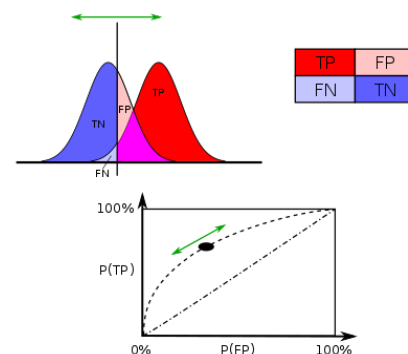 TP FP
FN TN
TP
FP
TN
FN
100%
P(TP)
0% P(FP) 100%